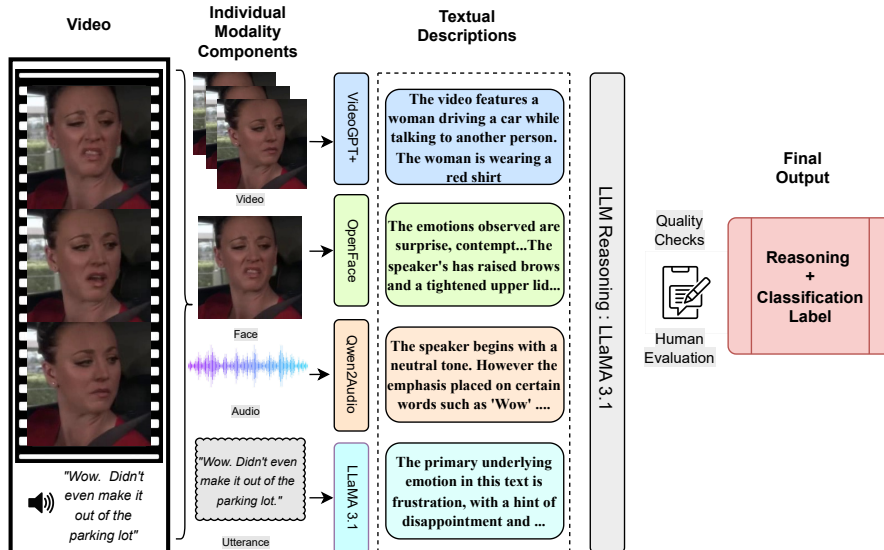 Video
Individual
Modality
Components
Textual
Descriptions
Final
Output
"Wow. Didn't
even make it
out of the
parking lot"
Video
Face
Audio
"Wow. Didn't even
make it out of the
parking lot."
Utterance
VideoGPT+
OpenFace
Qwen2Audio
LLaMA 3.1
The video features a
woman driving a car while
talking to another person.
The woman is wearing a
red shirt
The emotions observed are
surprise, contempt...The
speaker's has raised brows
and a tightened upper lid...
The speaker begins with a
neutral tone. However the
emphasis placed on certain
words such as 'Wow' ....
The primary underlying
emotion in this text is
frustration, with a hint of
disappointment and ...
LLM Reasoning : LLaMA 3.1
Quality
Checks
Human
Evaluation
Reasoning
+
Classification
Label